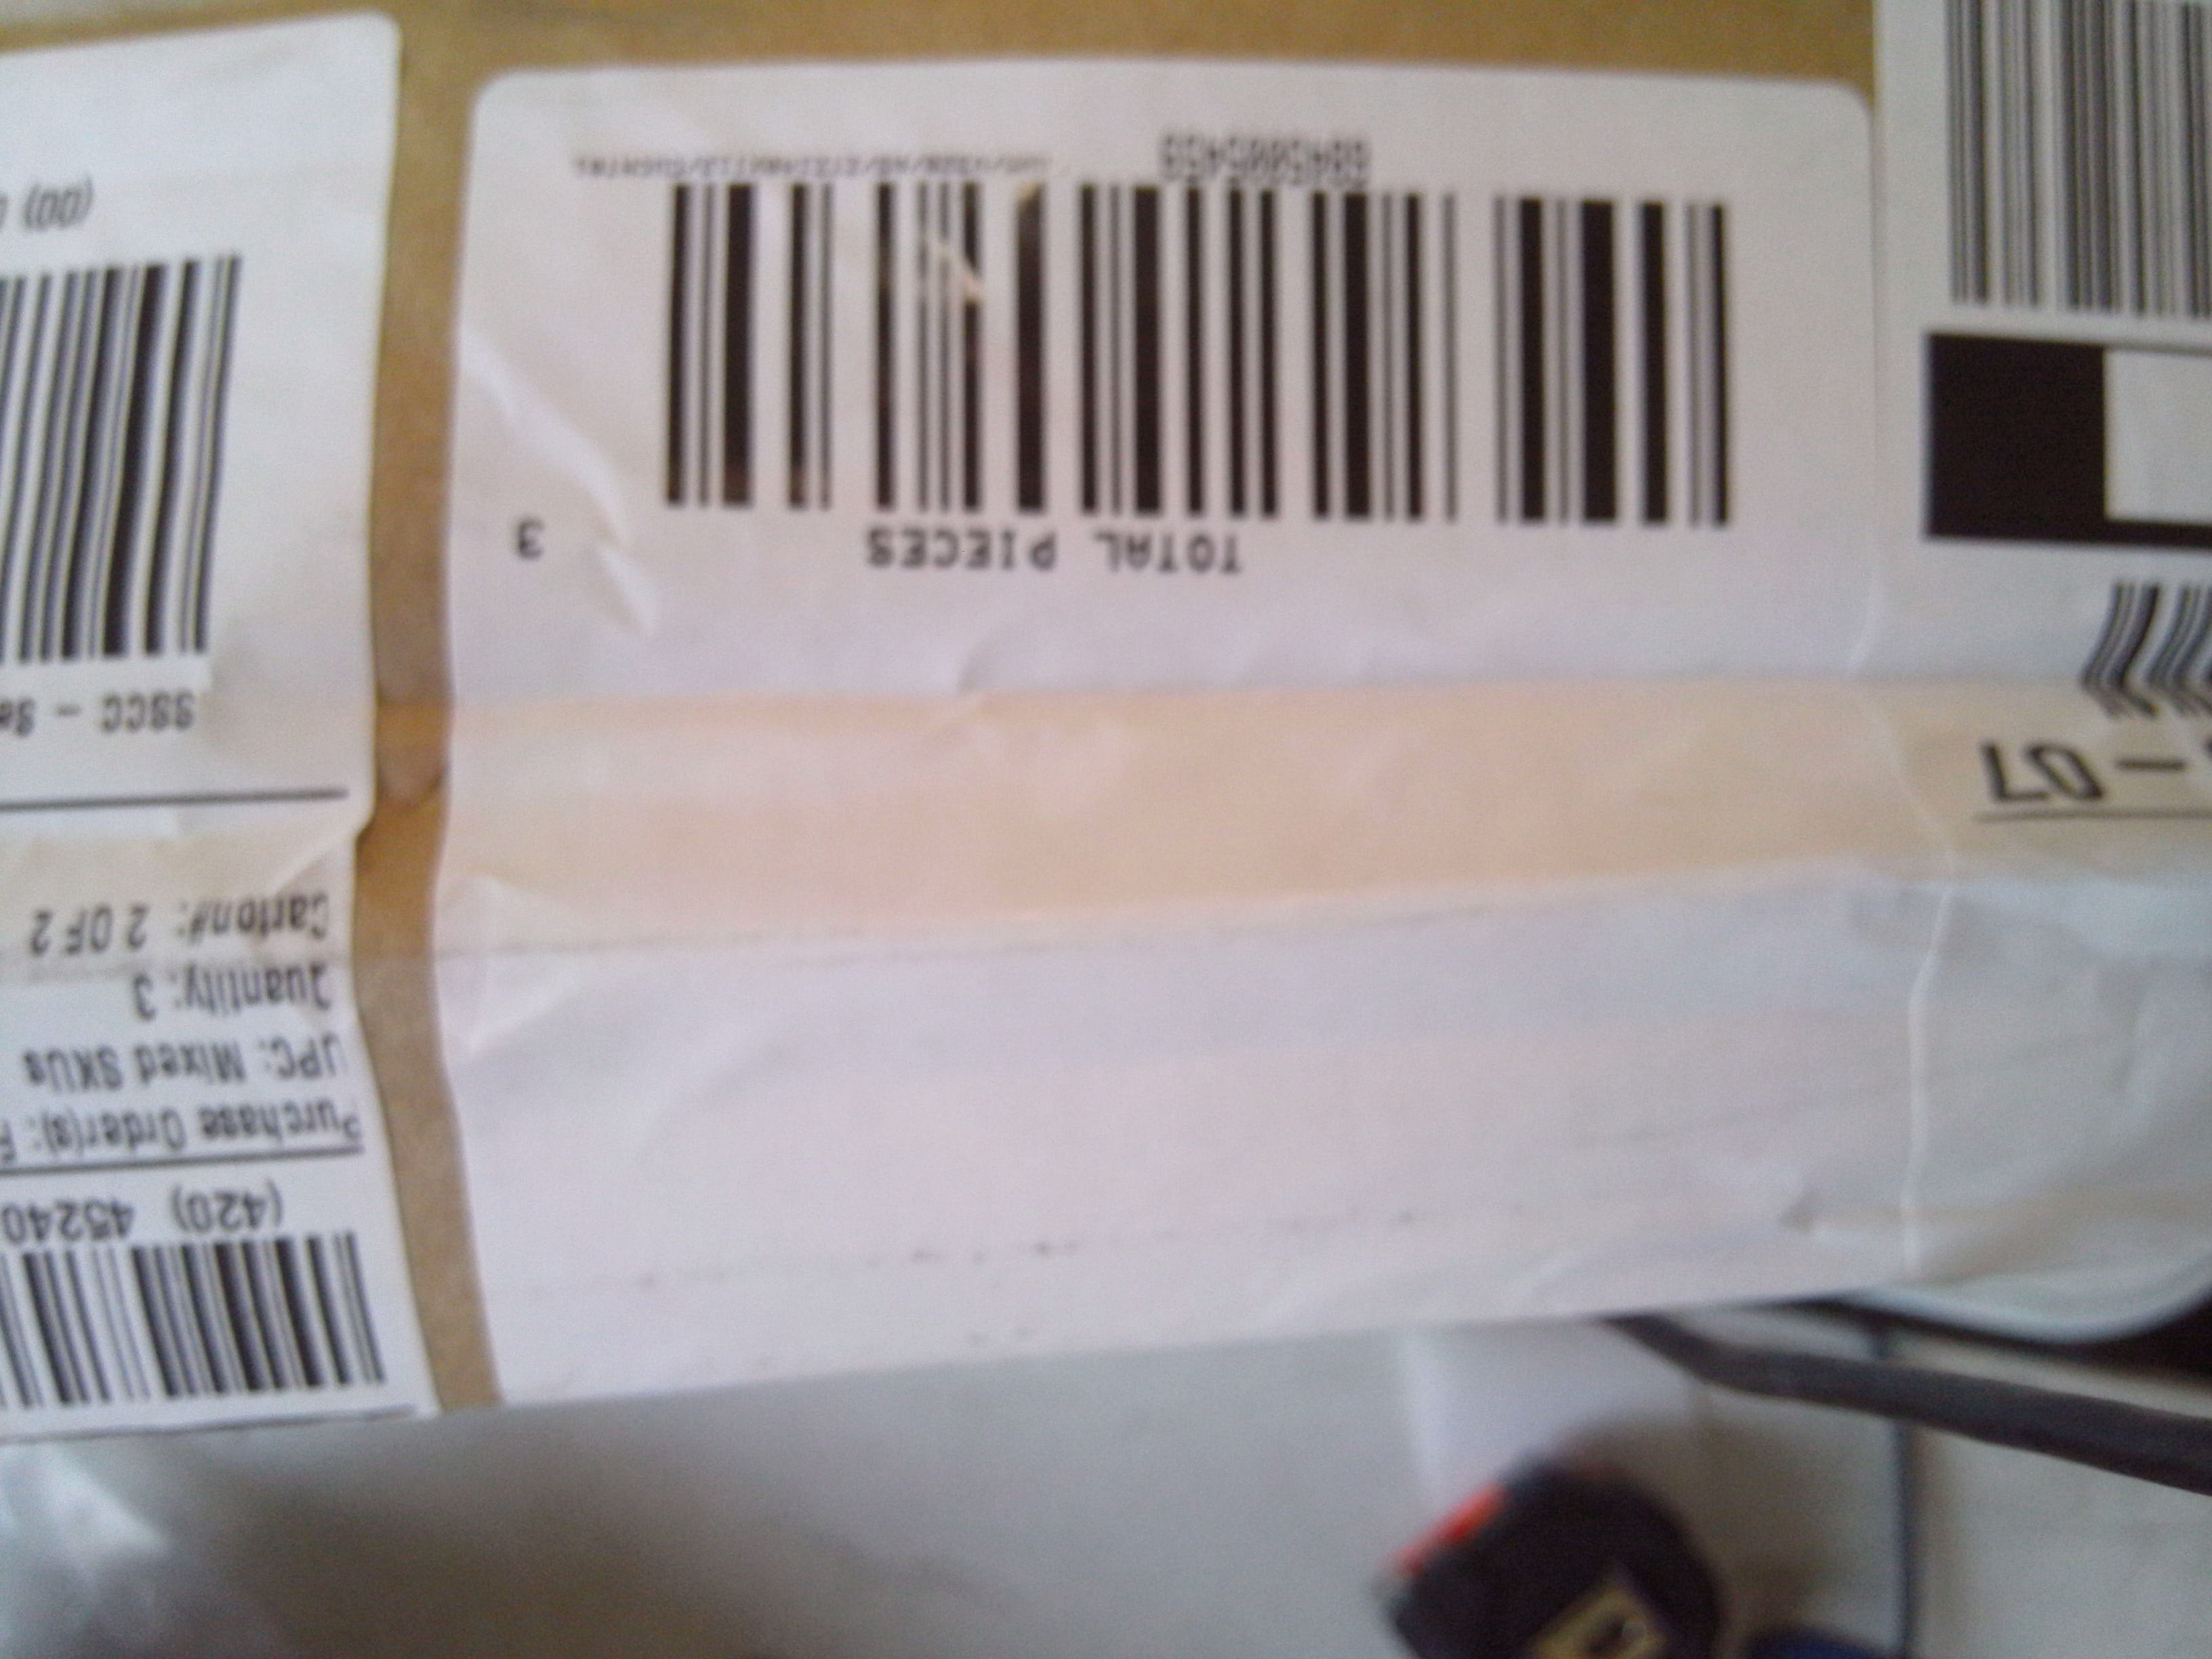 (420) 45240
Purchase Order(s):
UPC: Mixed SKUs
Quantity: 3
Carton#: 2 OF 2
SSCC -
(00)
TOTAL PIECES 3
- 07